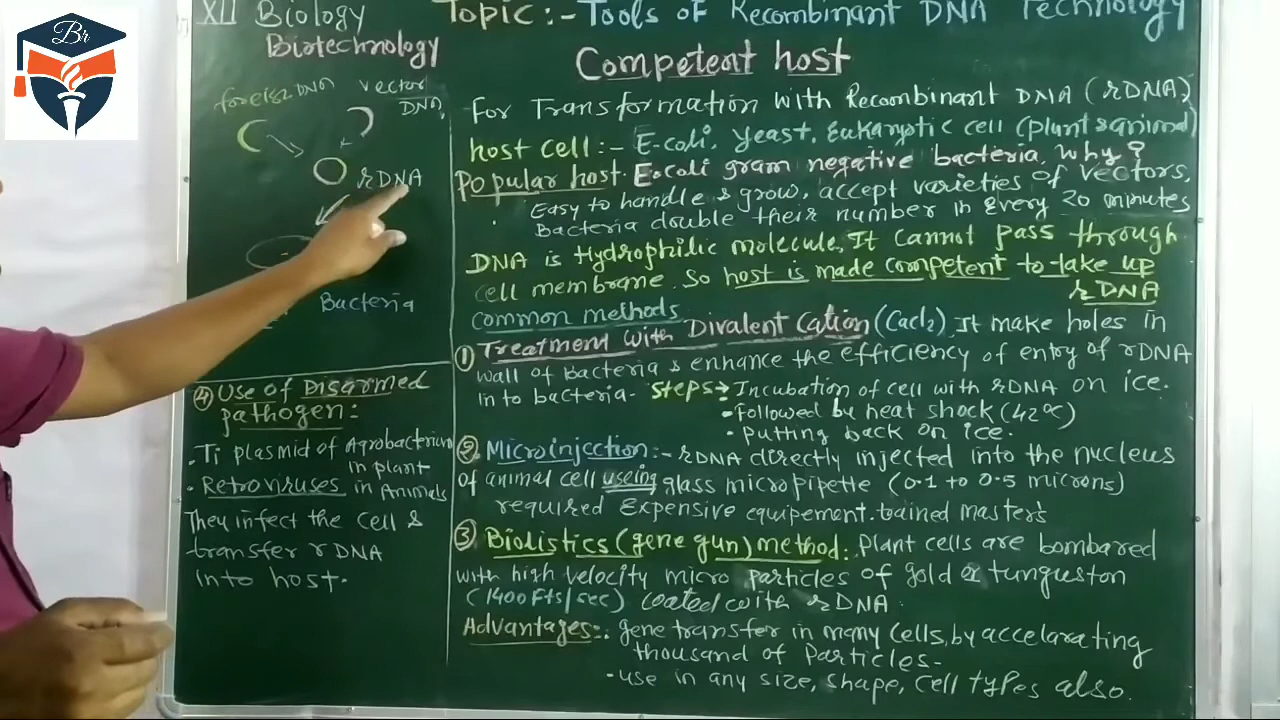 Br
XII Biology
Biotechnology
Topic :- Tools of Recombinant DNA Technology
Competent host
foreign DNA
vector
DNA
rDNA
Bacteria
For Transformation With Recombinant DNA (rDNA)
host cell :- E-coli, Yeast, Eukaryotic cell (plant & animal)
Popular host. E-coli gram negative bacteria, Why?
Easy to handle & grow, accept varieties of vectors,
Bacteria double their number in every 20 minutes
DNA is Hydrophilic molecule, It cannot pass through
cell membrane. So host is made competent to take up
rDNA
common methods
① Treatment with Divalent Cation (Cacl2) It make holes in
wall of bacteria & enhance the efficiency of entry of rDNA
in to bacteria- Steps → Incubation of cell with rDNA on ice.
• Followed by heat shock (42°C)
• Putting back on ice.
② Microinjection :- rDNA directly injected into the nucleus
of animal cell useing glass micropipette (0.1 to 0.5 microns)
required Expensive equipement. trained masters
③ Biolistics (gene gun) method: Plant cells are bombared
with high velocity micro particles of gold or tunguston
(1400 Fts/sec) coated with rDNA.
Advantages:. gene transfer in many cells, by accelarating
thousand of Particles-
• use in any size, shape, cell types also.
④ Use of Disarmed
pathogen:
• Ti plasmid of Agrobacterium
in plant
• Retroviruses in Animals
They infect the cell &
transfer rDNA
into host.